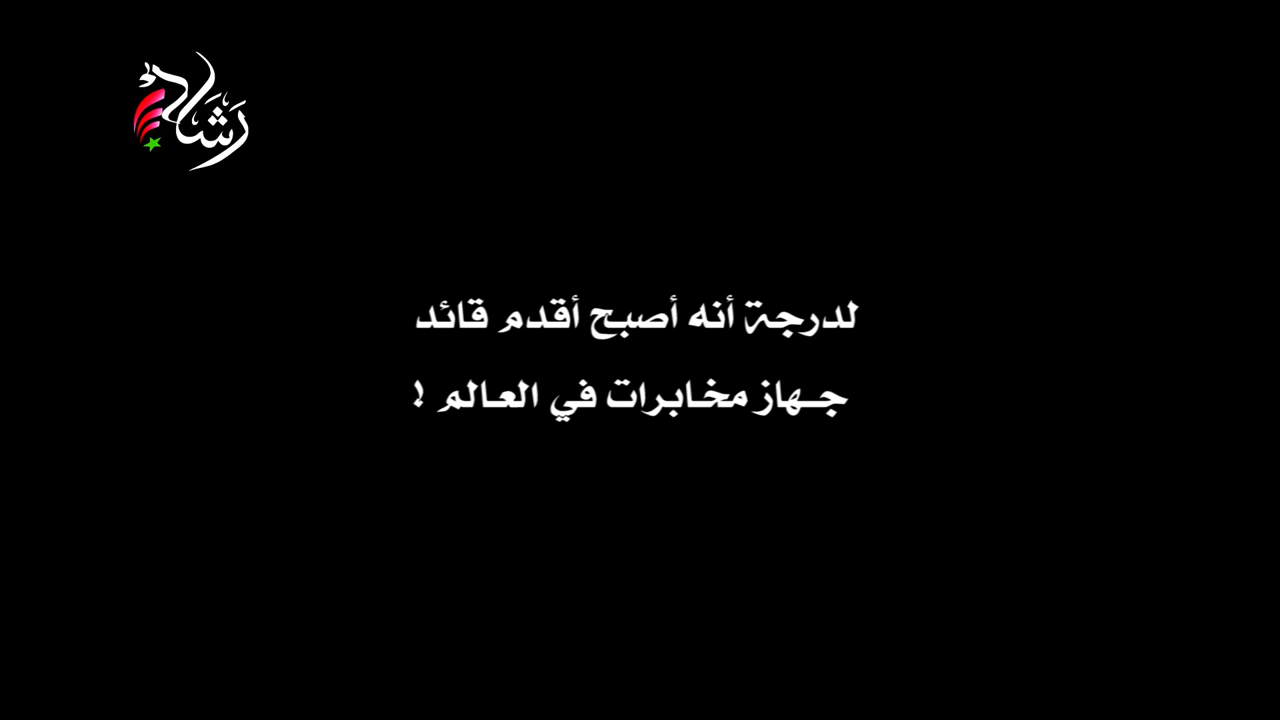 رشاد
لدرجة أنه أصبح أقدم قائد
جهاز مخابرات في العالم !